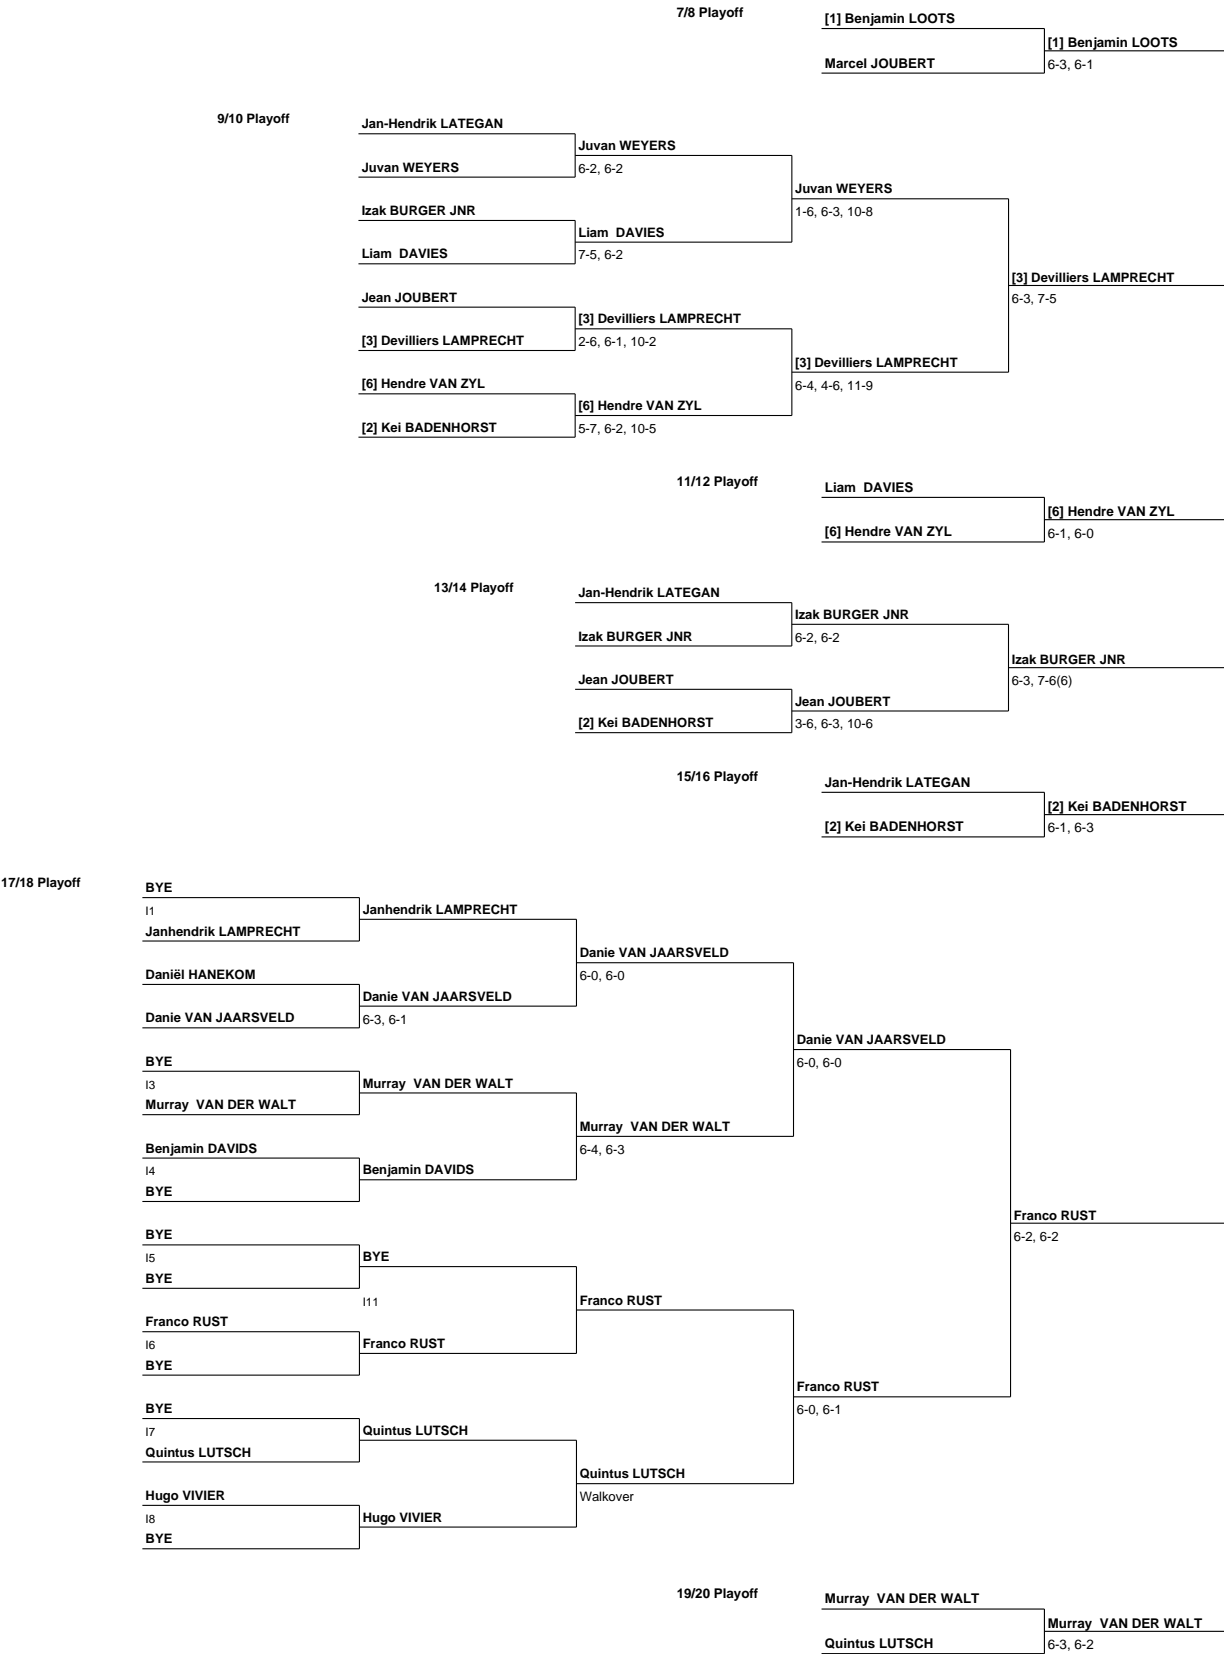 7/8 Playoff
[1] Benjamin LOOTS
[1] Benjamin LOOTS
Marcel JOUBERT
6-3, 6-1
9/10 Playoff
Jan-Hendrik LATEGAN
Juvan WEYERS
Juvan WEYERS
6-2, 6-2
Juvan WEYERS
Izak BURGER JNR
1-6, 6-3, 10-8
Liam DAVIES
Liam DAVIES
7-5, 6-2
[3] Devilliers LAMPRECHT
Jean JOUBERT
6-3, 7-5
[3] Devilliers LAMPRECHT
[3] Devilliers LAMPRECHT
2-6, 6-1, 10-2
[3] Devilliers LAMPRECHT
[6] Hendre VAN ZYL
6-4, 4-6, 11-9
[6] Hendre VAN ZYL
[2] Kei BADENHORST
5-7, 6-2, 10-5
11/12 Playoff
Liam DAVIES
[6] Hendre VAN ZYL
[6] Hendre VAN ZYL
6-1, 6-0
13/14 Playoff
Jan-Hendrik LATEGAN
Izak BURGER JNR
Izak BURGER JNR
6-2, 6-2
Izak BURGER JNR
Jean JOUBERT
6-3, 7-6(6)
Jean JOUBERT
[2] Kei BADENHORST
3-6, 6-3, 10-6
15/16 Playoff
Jan-Hendrik LATEGAN
[2] Kei BADENHORST
[2] Kei BADENHORST
6-1, 6-3
17/18 Playoff
BYE
I1
Janhendrik LAMPRECHT
Janhendrik LAMPRECHT
Danie VAN JAARSVELD
Daniël HANEKOM
6-0, 6-0
Danie VAN JAARSVELD
Danie VAN JAARSVELD
6-3, 6-1
Danie VAN JAARSVELD
BYE
6-0, 6-0
I3
Murray VAN DER WALT
Murray VAN DER WALT
Murray VAN DER WALT
Benjamin DAVIDS
6-4, 6-3
I4
Benjamin DAVIDS
BYE
Franco RUST
BYE
6-2, 6-2
I5
BYE
BYE
I11
Franco RUST
Franco RUST
I6
Franco RUST
BYE
Franco RUST
BYE
6-0, 6-1
I7
Quintus LUTSCH
Quintus LUTSCH
Quintus LUTSCH
Hugo VIVIER
Walkover
I8
Hugo VIVIER
BYE
19/20 Playoff
Murray VAN DER WALT
Murray VAN DER WALT
Quintus LUTSCH
6-3, 6-2